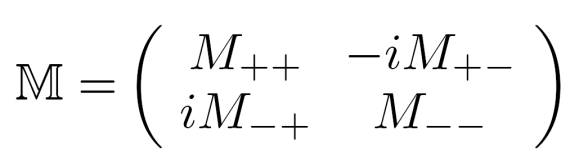 𝕄 = ( M₊₊ −iM₊₋
iM₋₊ M₋₋ )